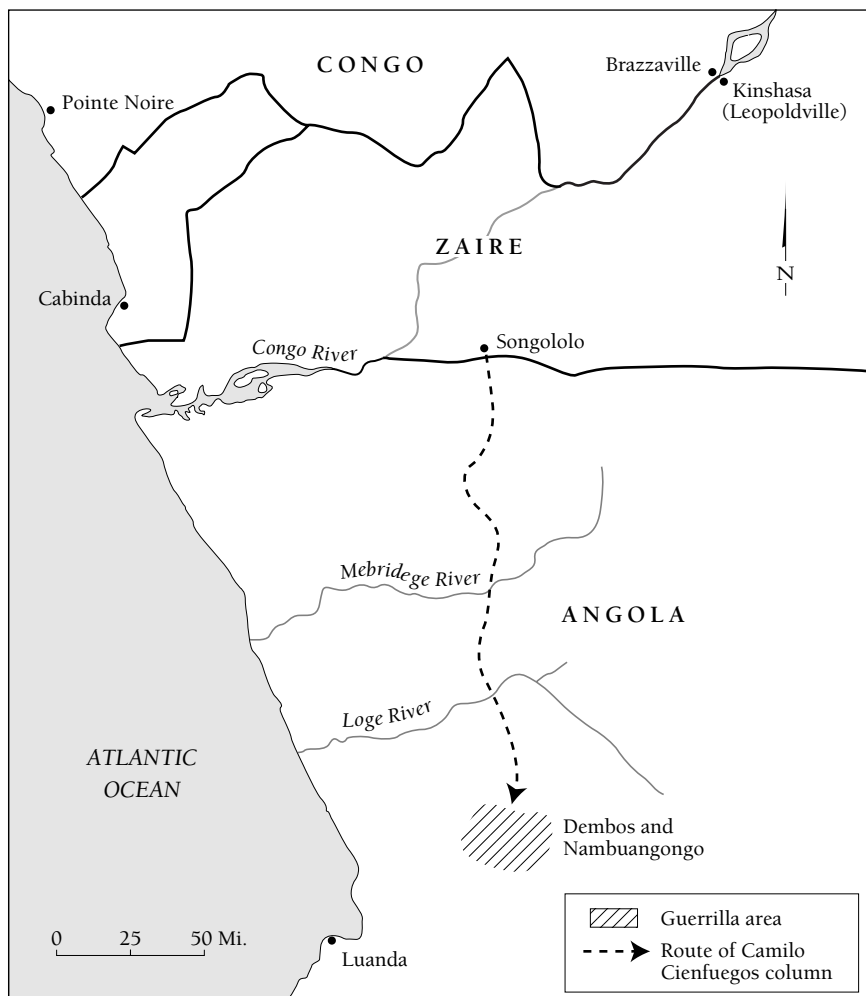 CONGO
Brazzaville
Pointe Noire
Kinshasa
(Leopoldville)
ZAIRE
N
Cabinda
Congo River
Songololo
Mebridege River
ANGOLA
Loge River
ATLANTIC
OCEAN
Dembos and
Nambuangongo
0 25 50 Mi.
Luanda
Guerrilla area
Route of Camilo
Cienfuegos column